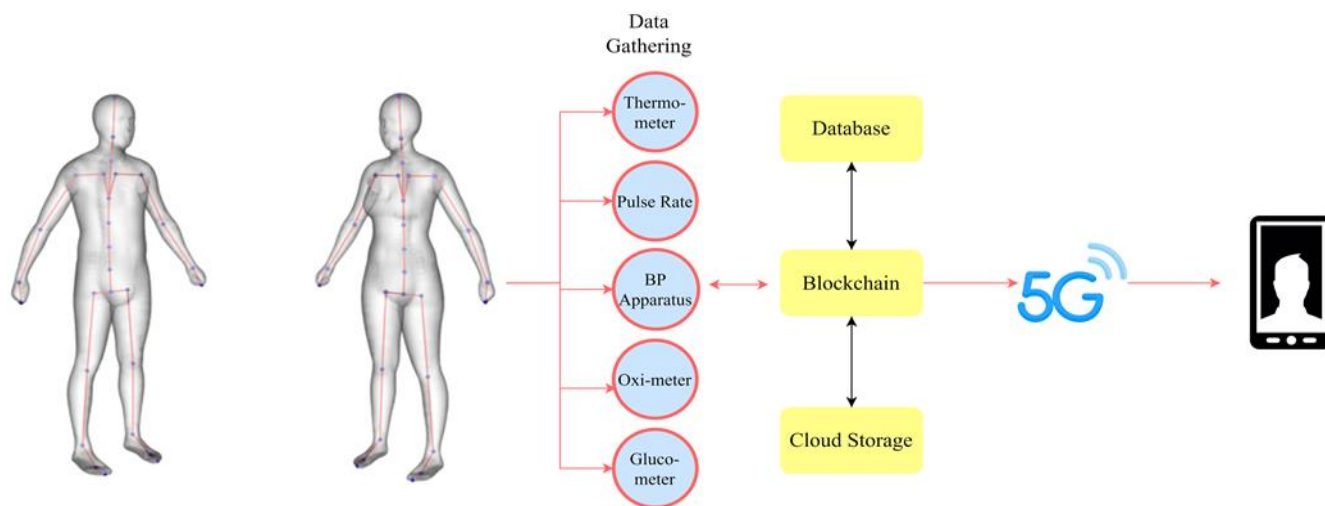 Data
Gathering
Thermo-
meter
Pulse Rate
BP
Apparatus
Oxi-meter
Gluco-
meter
Database
Blockchain
Cloud Storage
5G